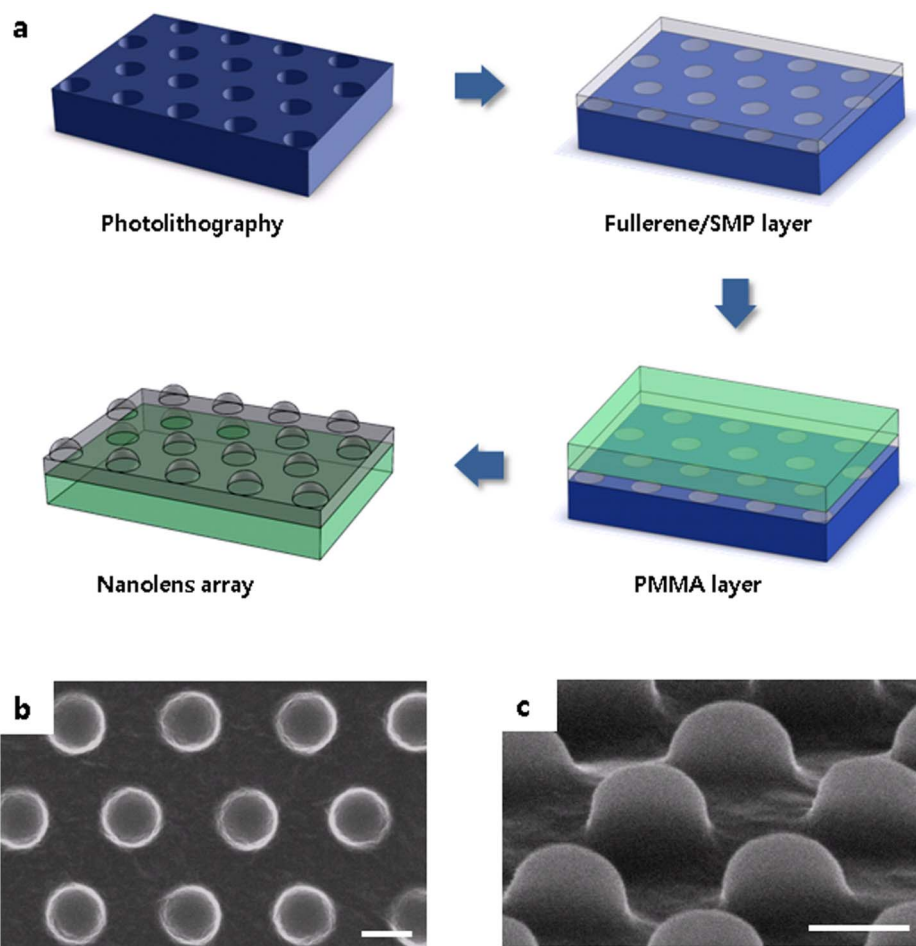 a
Photolithography
Fullerene/SMP layer
Nanolens array
PMMA layer
b
c